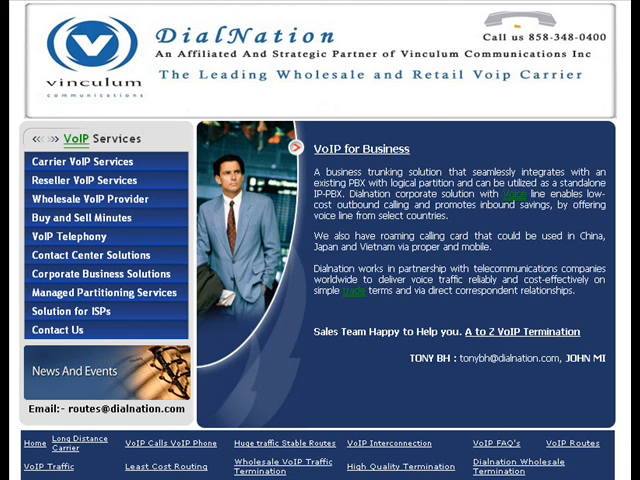 DialNation
Call us 858-348-0400
An Affiliated And Strategic Partner of Vinculum Communications Inc
The Leading Wholesale and Retail Voip Carrier
vinculum
communications
VoIP Services
Carrier VoIP Services
Reseller VoIP Services
Wholesale VoIP Provider
Buy and Sell Minutes
VoIP Telephony
Contact Center Solutions
Corporate Business Solutions
Managed Partitioning Services
Solution for ISPs
Contact Us
News And Events
Email:- routes@dialnation.com
VoIP for Business
A business trunking solution that seamlessly integrates with an
existing PBX with logical partition and can be utilized as a standalone
IP-PBX. Dialnation corporate solution with voice line enables low-
cost outbound calling and promotes inbound savings, by offering
voice line from select countries.
We also have roaming calling card that could be used in China,
Japan and Vietnam via proper and mobile.
Dialnation works in partnership with telecommunications companies
worldwide to deliver voice traffic reliably and cost-effectively on
simple trade terms and via direct correspondent relationships.
Sales Team Happy to Help you. A to Z VoIP Termination
TONY BH : tonybh@dialnation.com, JOHN MI
Home
Long Distance
Carrier
VoIP Calls VoIP Phone
Huge traffic Stable Routes
VoIP Interconnection
VoIP FAQ's
VoIP Routes
VoIP Traffic
Least Cost Routing
Wholesale VoIP Traffic
Termination
High Quality Termination
Dialnation Wholesale
Termination